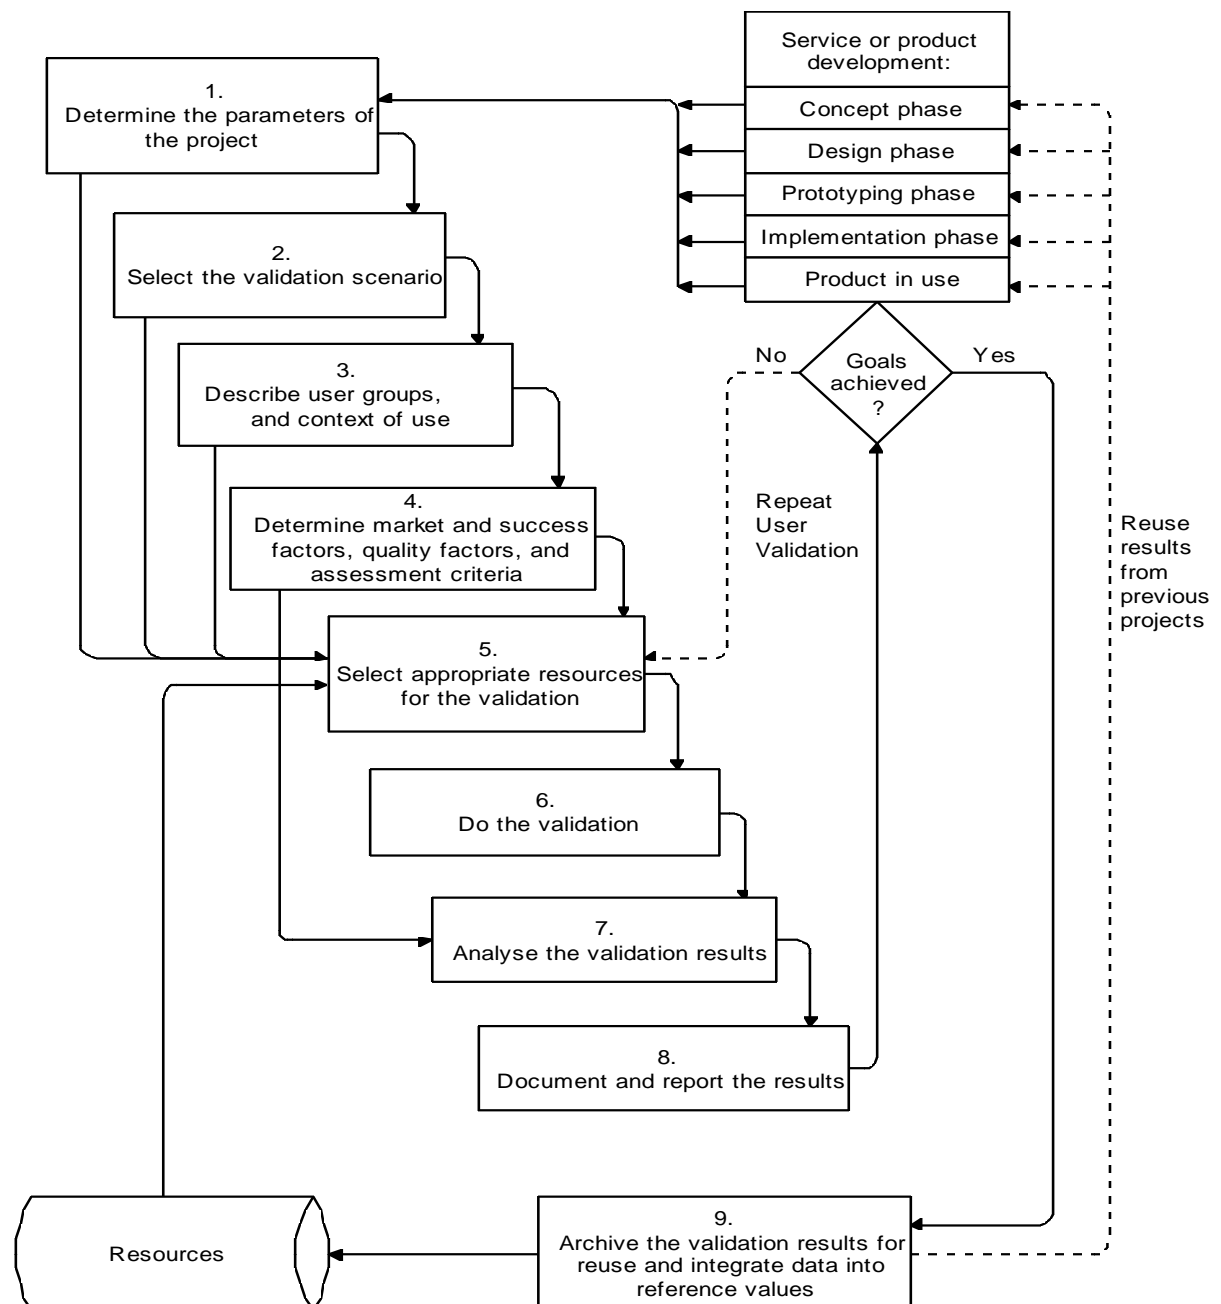 Service or product
development:
Concept phase
Design phase
Prototyping phase
Implementation phase
Product in use
1.
Determine the parameters of
the project
2.
Select the validation scenario
3.
Describe user groups,
and context of use
4.
Determine market and success
factors, quality factors, and
assessment criteria
5.
Select appropriate resources
for the validation
6.
Do the validation
7.
Analyse the validation results
8.
Document and report the results
No
Goals
achieved
?
Yes
Repeat
User
Validation
Reuse
results
from
previous
projects
Resources
9.
Archive the validation results for
reuse and integrate data into
reference values